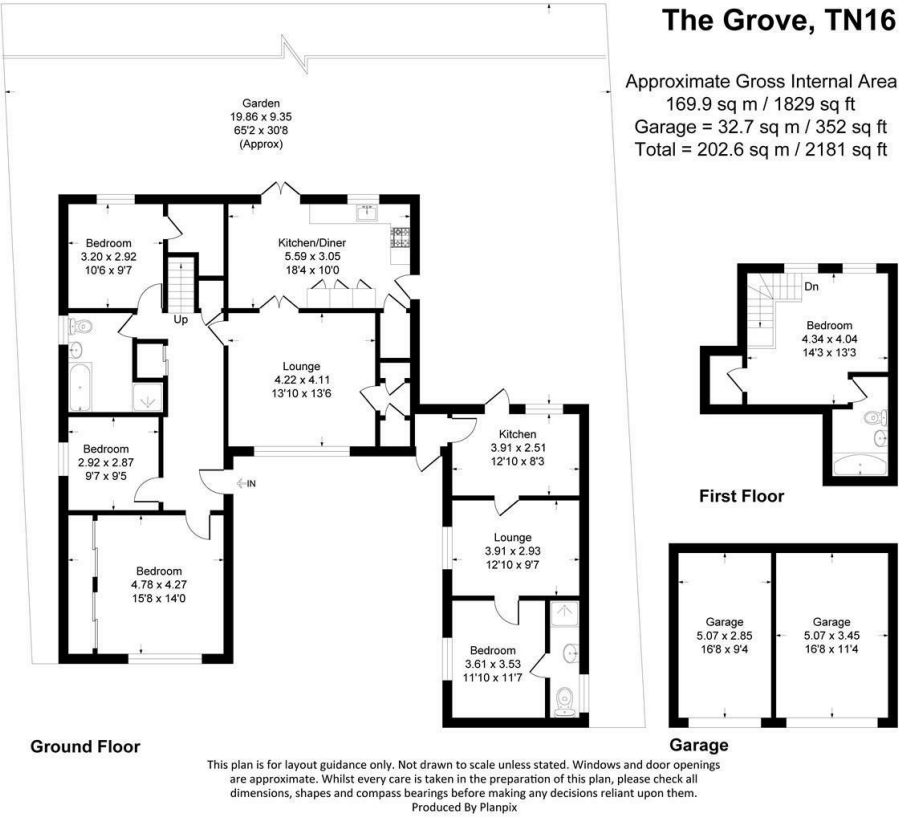 The Grove, TN16
Approximate Gross Internal Area
169.9 sq m / 1829 sq ft
Garage = 32.7 sq m / 352 sq ft
Total = 202.6 sq m / 2181 sq ft
Garden
19.86 x 9.35
65'2 x 30'8
(Approx)
Bedroom
3.20 x 2.92
10'6 x 9'7
Kitchen/Diner
5.59 x 3.05
18'4 x 10'0
Up
Lounge
4.22 x 4.11
13'10 x 13'6
Bedroom
2.92 x 2.87
9'7 x 9'5
IN
Bedroom
4.78 x 4.27
15'8 x 14'0
Kitchen
3.91 x 2.51
12'10 x 8'3
Lounge
3.91 x 2.93
12'10 x 9'7
Bedroom
3.61 x 3.53
11'10 x 11'7
Ground Floor
Dn
Bedroom
4.34 x 4.04
14'3 x 13'3
First Floor
Garage
5.07 x 2.85
16'8 x 9'4
Garage
5.07 x 3.45
16'8 x 11'4
Garage
This plan is for layout guidance only. Not drawn to scale unless stated. Windows and door openings
are approximate. Whilst every care is taken in the preparation of this plan, please check all
dimensions, shapes and compass bearings before making any decisions reliant upon them.
Produced By Planpix